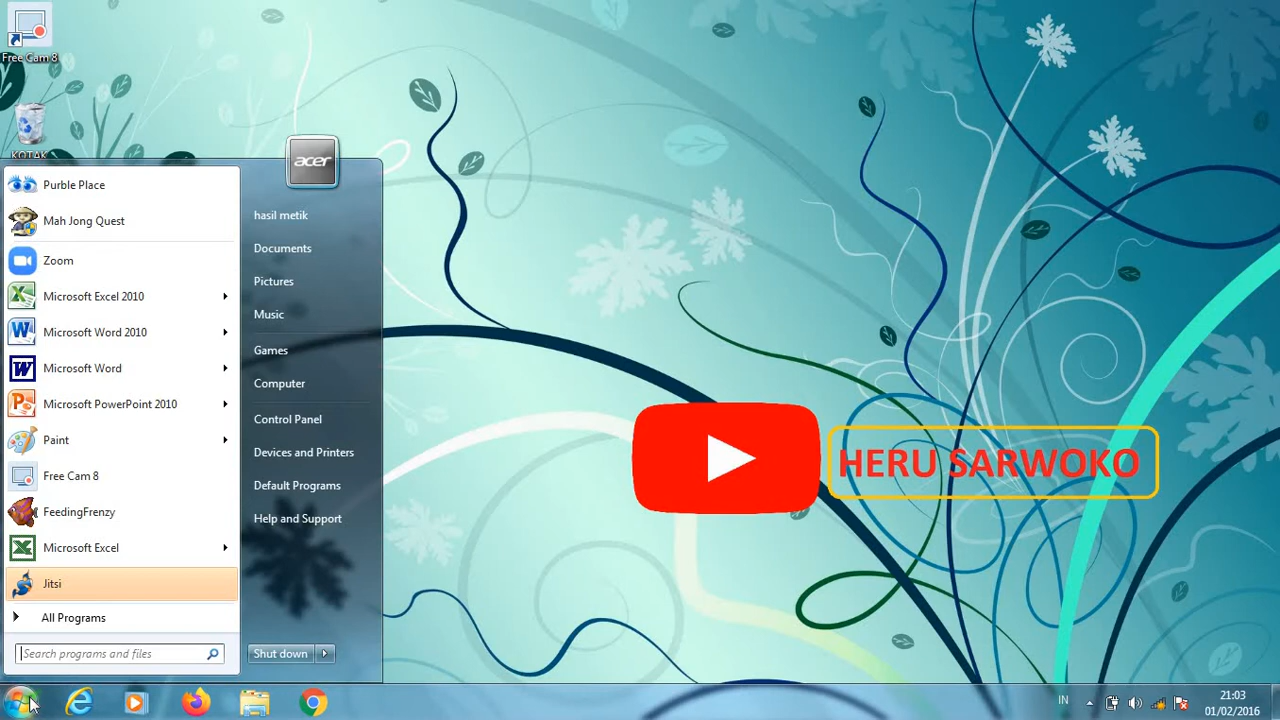 Free Cam 8
KOTAK
acer
Purble Place
Mah Jong Quest
Zoom
Microsoft Excel 2010
Microsoft Word 2010
Microsoft Word
Microsoft PowerPoint 2010
Paint
Free Cam 8
FeedingFrenzy
Microsoft Excel
Jitsi
All Programs
Search programs and files
hasil metik
Documents
Pictures
Music
Games
Computer
Control Panel
Devices and Printers
Default Programs
Help and Support
Shut down
HERU SARWOKO
IN
21:03
01/02/2016